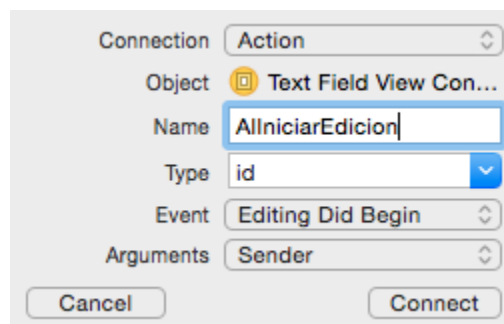 Connection Action
Object Text Field View Con...
Name AlIniciarEdicion
Type id
Event Editing Did Begin
Arguments Sender
Cancel Connect